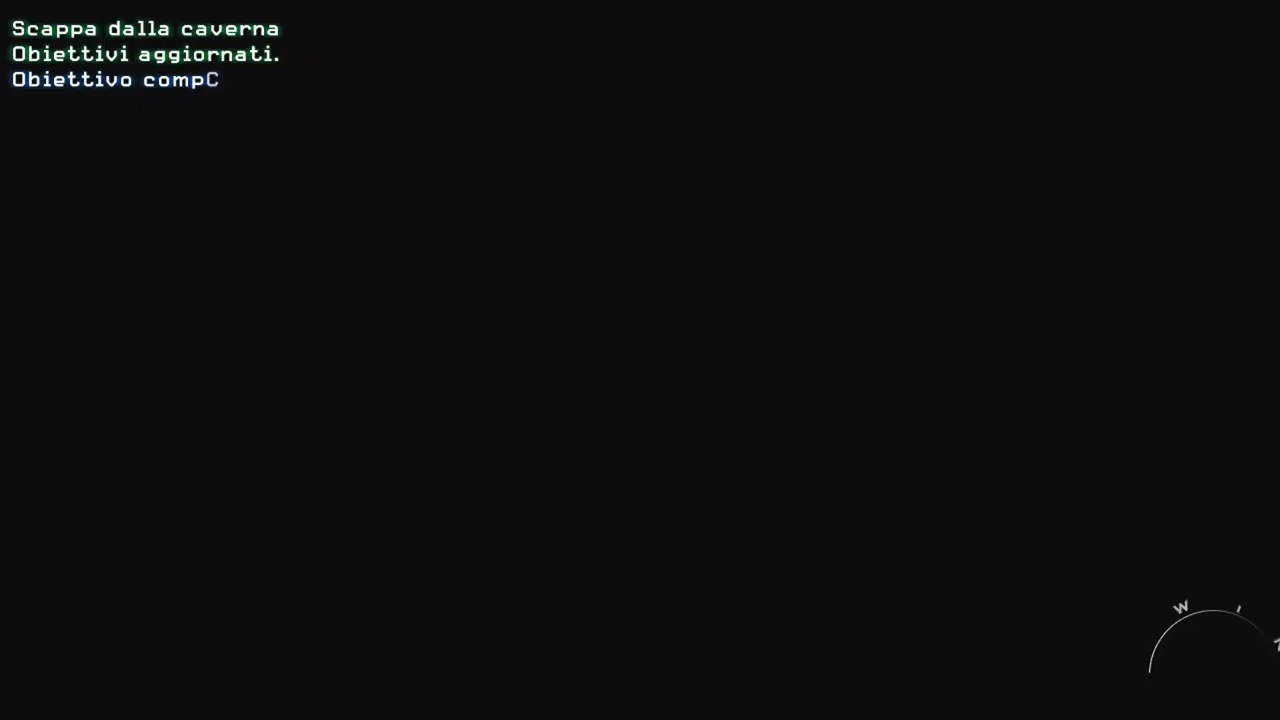 Scappa dalla caverna
Obiettivi aggiornati.
Obiettivo compC
W